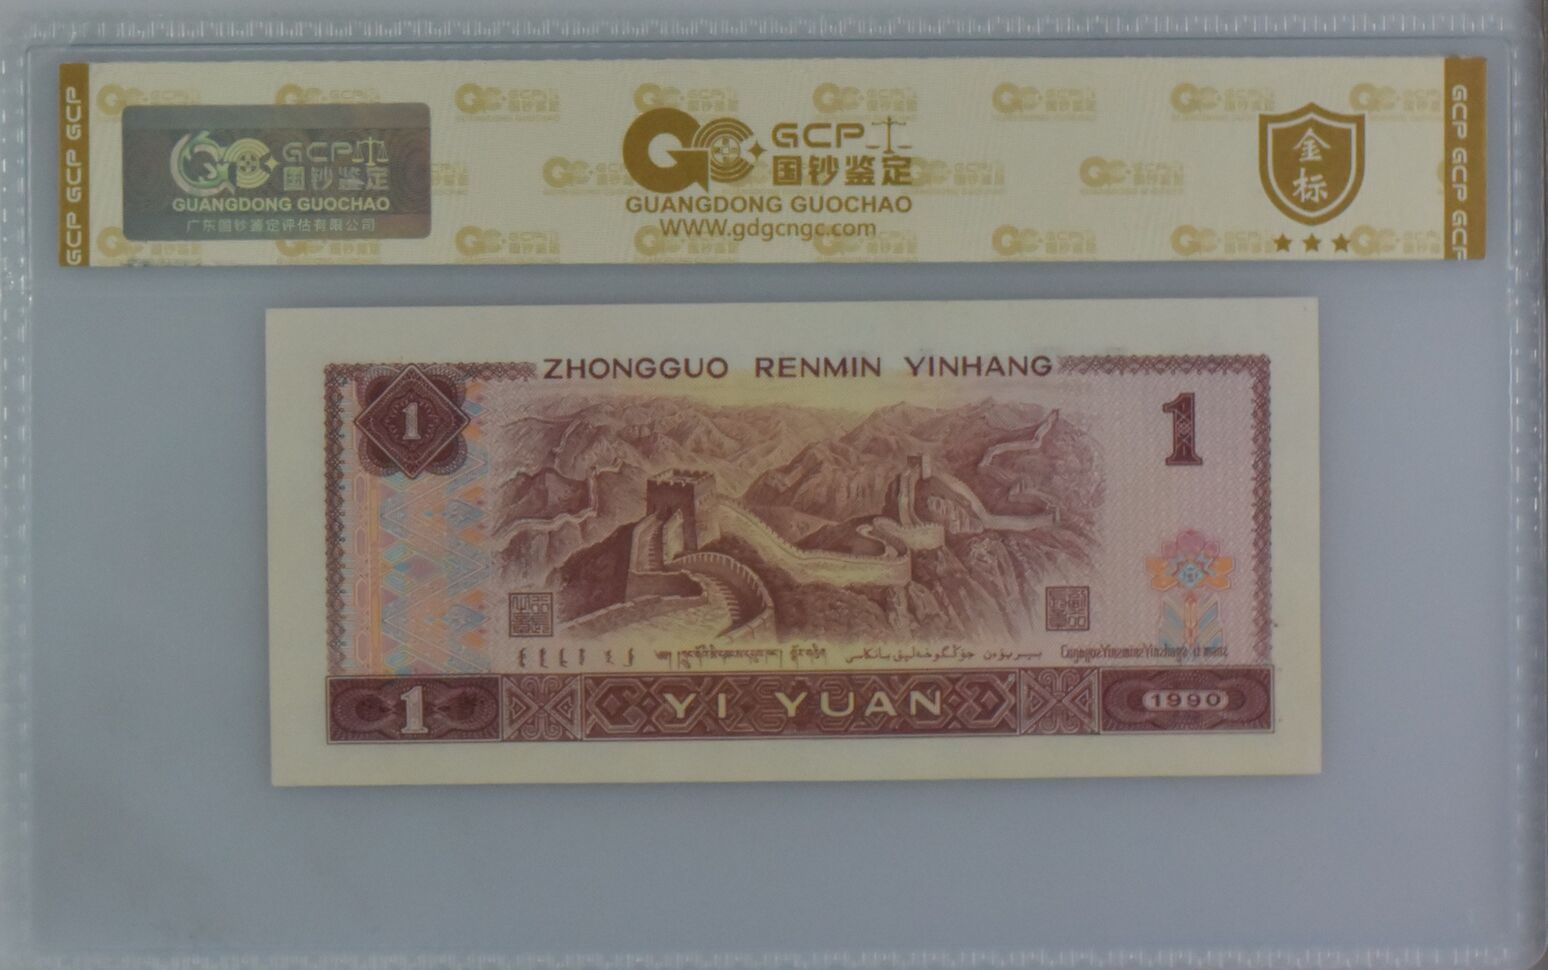 GCP 国钞鉴定
GUANGDONG GUOCHAO
广东国钞鉴定评估有限公司
GCP
国钞鉴定
GUANGDONG GUOCHAO
WWW.gdgcngc.com
金标
GCP GCP GCP
GCP GCP GCP
ZHONGGUO RENMIN YINHANG
1
1
1
YI YUAN
1990